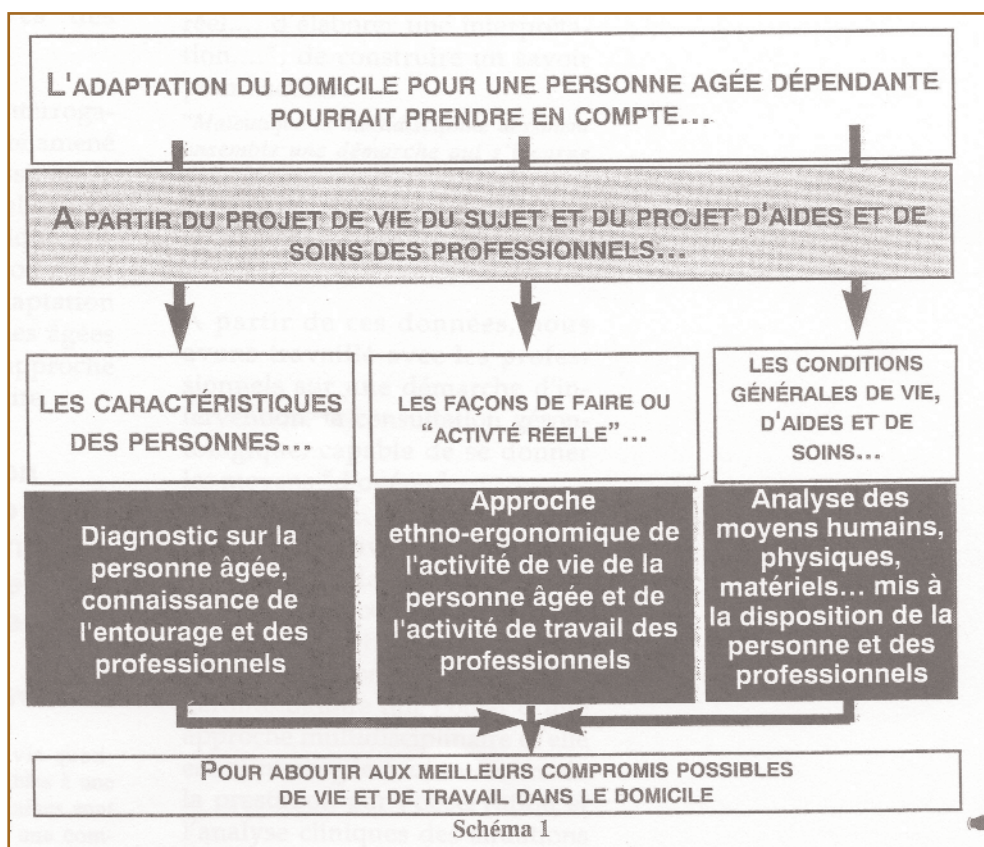 L'ADAPTATION DU DOMICILE POUR UNE PERSONNE AGÉE DÉPENDANTE
POURRAIT PRENDRE EN COMPTE...
A PARTIR DU PROJET DE VIE DU SUJET ET DU PROJET D'AIDES ET DE
SOINS DES PROFESSIONNELS...
LES CARACTÉRISTIQUES
DES PERSONNES...
Diagnostic sur la
personne âgée,
connaissance de
l'entourage et des
professionnels
LES FAÇONS DE FAIRE OU
“ACTIVTÉ RÉELLE”...
Approche
ethno-ergonomique de
l'activité de vie de la
personne âgée et de
l'activité de travail des
professionnels
LES CONDITIONS
GÉNÉRALES DE VIE,
D'AIDES ET DE
SOINS...
Analyse des
moyens humains,
physiques,
matériels... mis à
la disposition de la
personne et des
professionnels
POUR ABOUTIR AUX MEILLEURS COMPROMIS POSSIBLES
DE VIE ET DE TRAVAIL DANS LE DOMICILE
Schéma 1